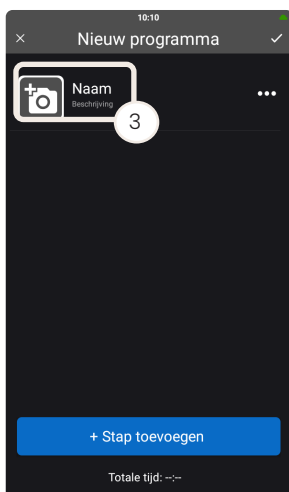 10:10
Nieuw programma
Naam
Beschrijving
3
+ Stap toevoegen
Totale tijd: --:--